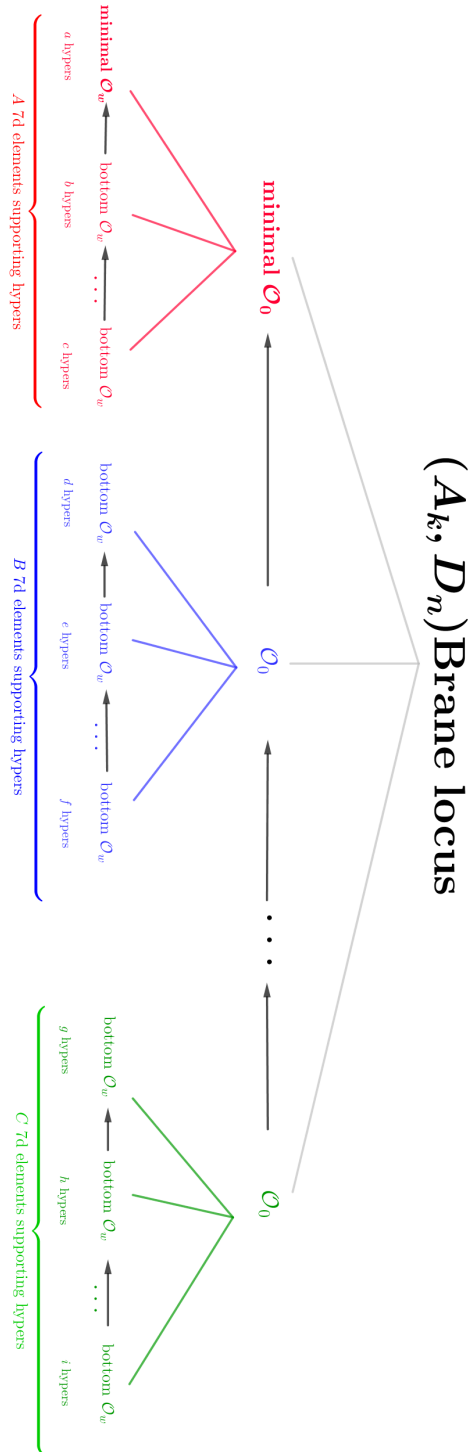 (A_k, D_n)Brane locus
minimal 𝒪_0
𝒪_0
. . .
𝒪_0
minimal 𝒪_w
bottom 𝒪_w
. . . .
bottom 𝒪_w
bottom 𝒪_w
bottom 𝒪_w
. . .
bottom 𝒪_w
bottom 𝒪_w
bottom 𝒪_w
. . .
bottom 𝒪_w
a hypers
b hypers
c hypers
d hypers
e hypers
f hypers
g hypers
h hypers
i hypers
A 7d elements supporting hypers
B 7d elements supporting hypers
C 7d elements supporting hypers